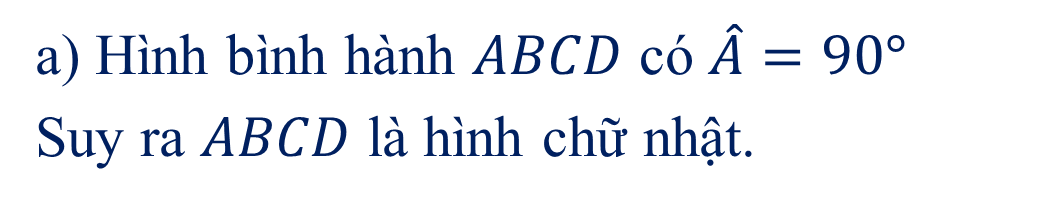 a) Hình bình hành ABCD có Â = 90°
Suy ra ABCD là hình chữ nhật.